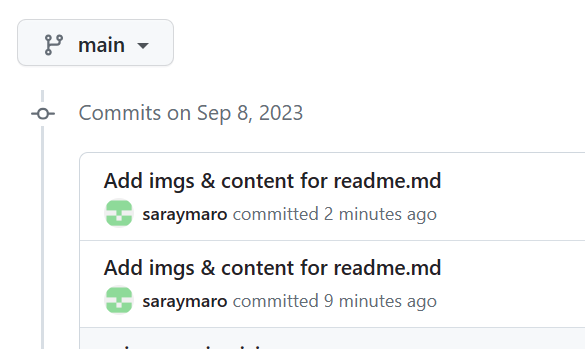 main
Commits on Sep 8, 2023
Add imgs & content for readme.md
saraymaro committed 2 minutes ago
Add imgs & content for readme.md
saraymaro committed 9 minutes ago